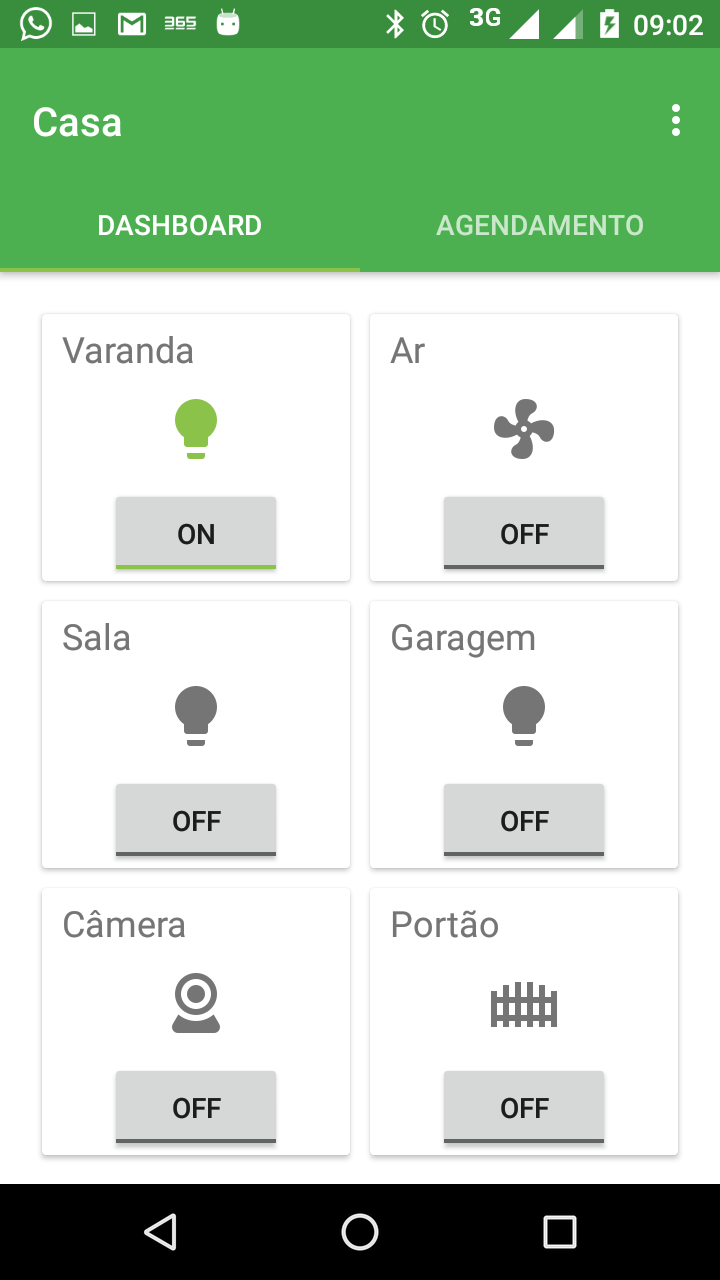 365 3G 09:02
Casa
DASHBOARD AGENDAMENTO
Varanda Ar
ON OFF
Sala Garagem
OFF OFF
Câmera Portão
OFF OFF